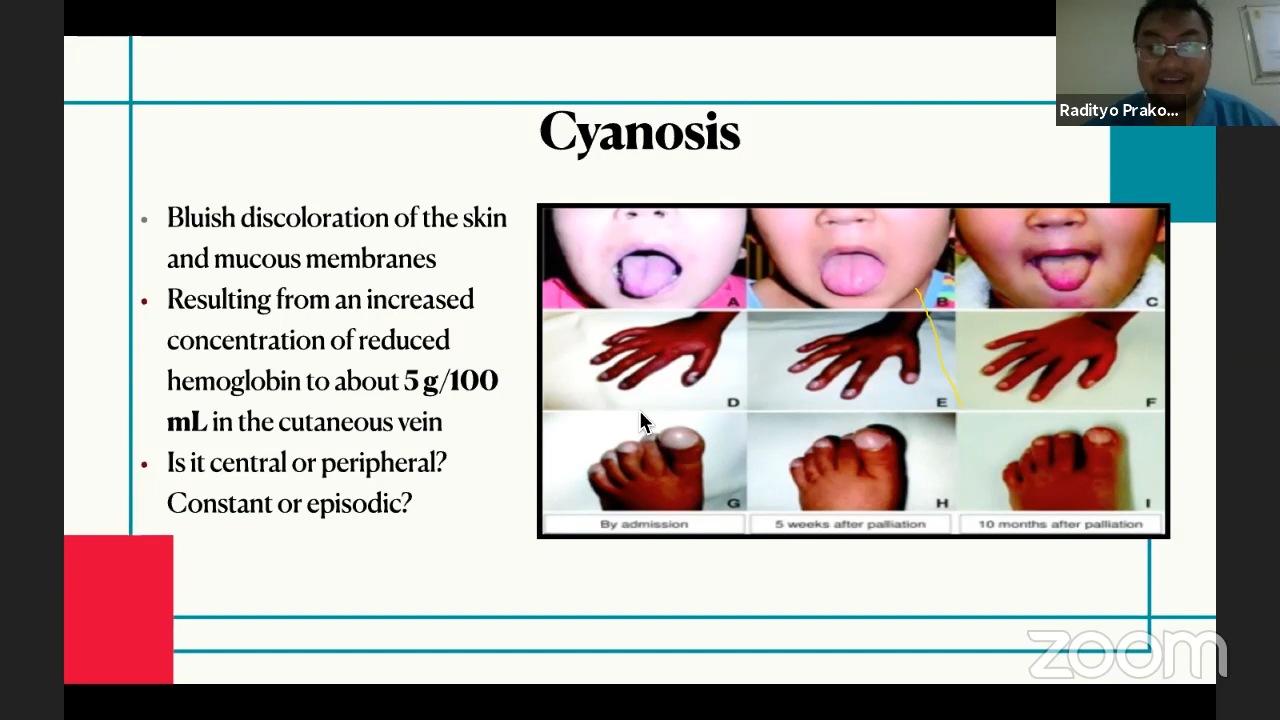 Radityo Prako...
Cyanosis
• Bluish discoloration of the skin
and mucous membranes
• Resulting from an increased
concentration of reduced
hemoglobin to about 5 g/100
mL in the cutaneous vein
• Is it central or peripheral?
Constant or episodic?
A B C
D E F
G H I
By admission 5 weeks after palliation 10 months after palliation
zoom